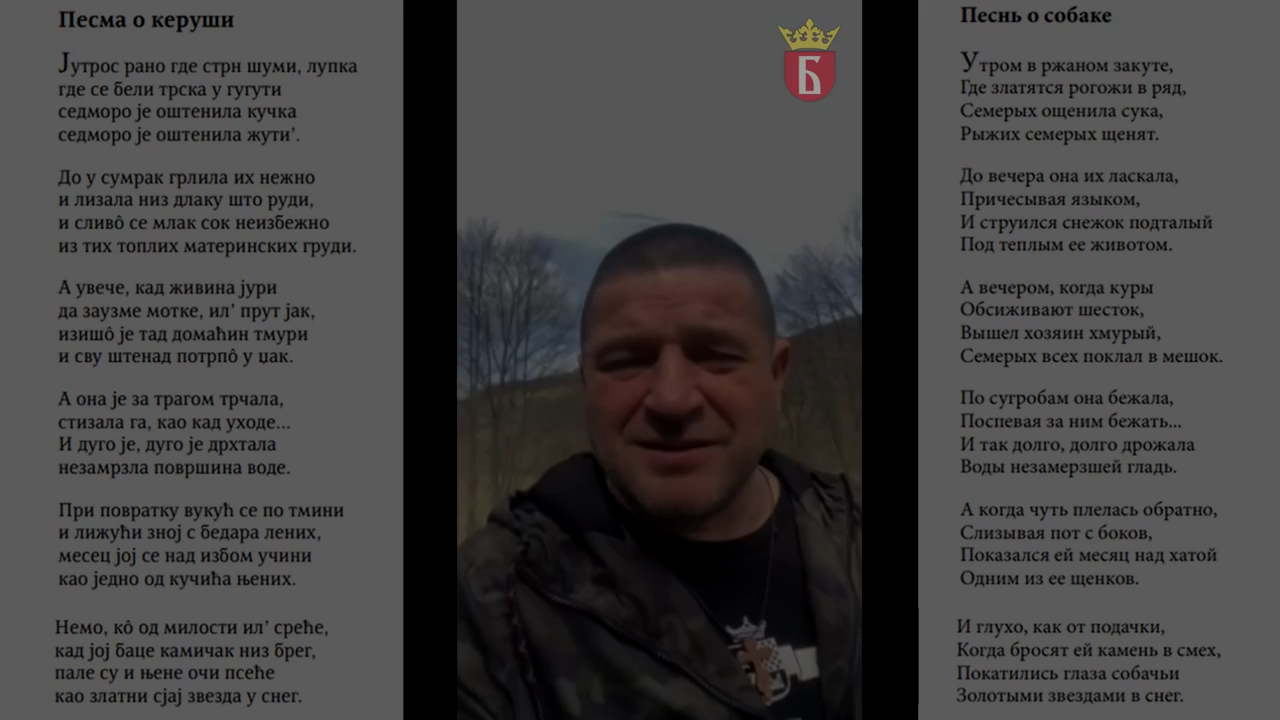 Песма о керуши
Јутрос рано где стрн шуми, лупка
где се бели трска у гугути
седморо је оштенила кучка
седморо је оштенила жути’.
До у сумрак грлила их нежно
и лизала низ длаку што руди,
и сливô се млак сок неизбежно
из тих топлих материнских груди.
А увече, кад живина јури
да заузме мотке, ил’ прут јак,
изишô је тад домаћин тмури
и сву штенад потрпô у џак.
А она је за трагом трчала,
стизала га, као кад уходе...
И дуго је, дуго је дрхтала
незамрзла површина воде.
При повратку вукућ се по тмини
и лижући зној с бедара лених,
месец јој се над избом учини
као једно од кучића њених.
Немо, кô од милости ил’ среће,
кад јој баце камичак низ брег,
пале су и њене очи псеће
као златни сјај звезда у снег.
Б
Песнь о собаке
Утром в ржаном закуте,
Где златятся рогожи в ряд,
Семерых ощенила сука,
Рыжих семерых щенят.
До вечера она их ласкала,
Причесывая языком,
И струился снежок подталый
Под теплым ее животом.
А вечером, когда куры
Обсиживают шесток,
Вышел хозяин хмурый,
Семерых всех поклал в мешок.
По сугробам она бежала,
Поспевая за ним бежать...
И так долго, долго дрожала
Воды незамерзшей гладь.
А когда чуть плелась обратно,
Слизывая пот с боков,
Показался ей месяц над хатой
Одним из ее щенков.
И глухо, как от подачки,
Когда бросят ей камень в смех,
Покатились глаза собачьи
Золотыми звездами в снег.